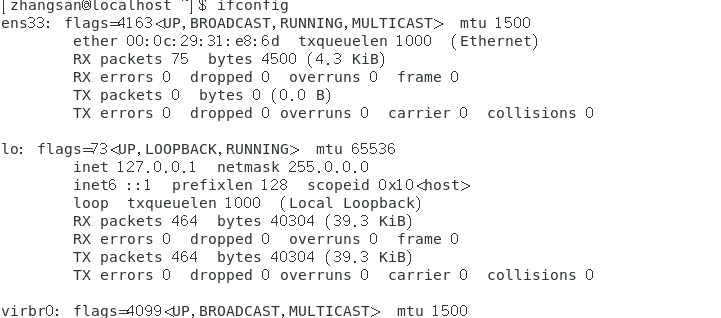 [zhangsan@localhost ~]$ ifconfig
ens33: flags=4163<UP,BROADCAST,RUNNING,MULTICAST>  mtu 1500
        ether 00:0c:29:31:e8:6d  txqueuelen 1000  (Ethernet)
        RX packets 75  bytes 4500 (4.3 KiB)
        RX errors 0  dropped 0  overruns 0  frame 0
        TX packets 0  bytes 0 (0.0 B)
        TX errors 0  dropped 0 overruns 0  carrier 0  collisions 0

lo: flags=73<UP,LOOPBACK,RUNNING>  mtu 65536
        inet 127.0.0.1  netmask 255.0.0.0
        inet6 ::1  prefixlen 128  scopeid 0x10<host>
        loop  txqueuelen 1000  (Local Loopback)
        RX packets 464  bytes 40304 (39.3 KiB)
        RX errors 0  dropped 0  overruns 0  frame 0
        TX packets 464  bytes 40304 (39.3 KiB)
        TX errors 0  dropped 0 overruns 0  carrier 0  collisions 0

virbr0: flags=4099<UP,BROADCAST,MULTICAST>  mtu 1500